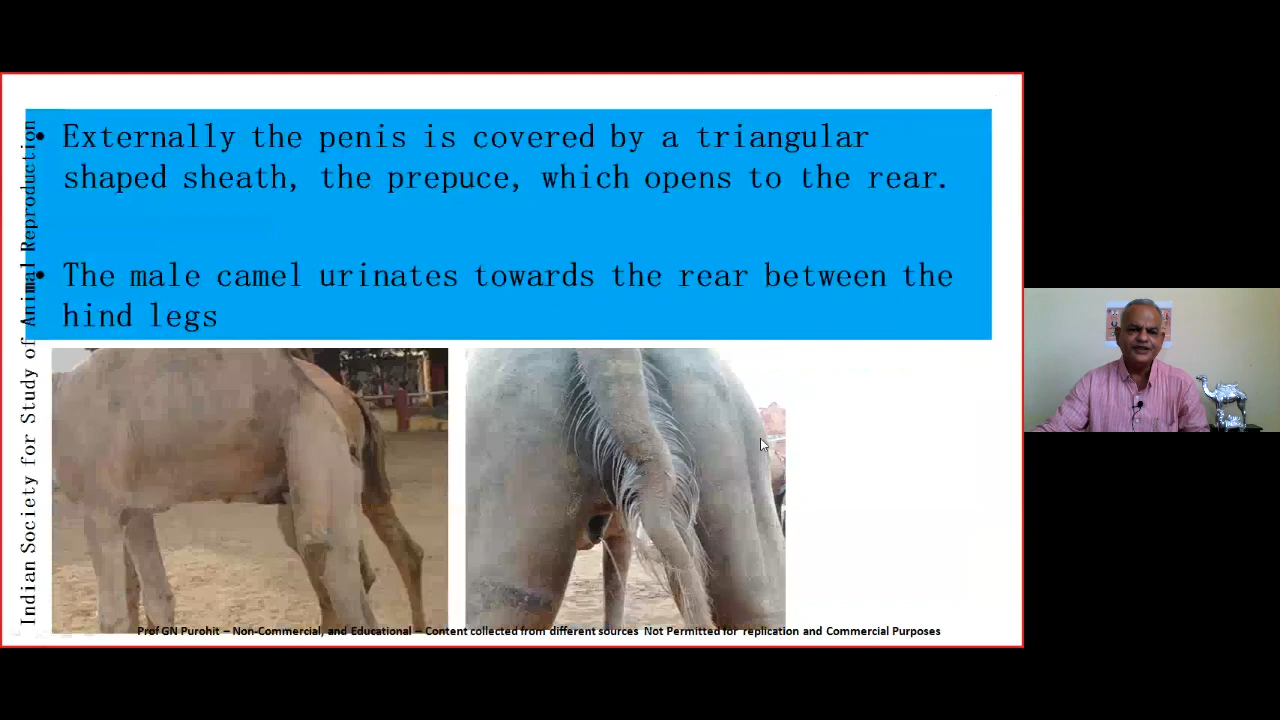 • Externally the penis is covered by a triangular
shaped sheath, the prepuce, which opens to the rear.
• The male camel urinates towards the rear between the
hind legs
Indian Society for Study of Animal Reproduction
Prof GN Purohit – Non-Commercial, and Educational – Content collected from different sources Not Permitted for replication and Commercial Purposes